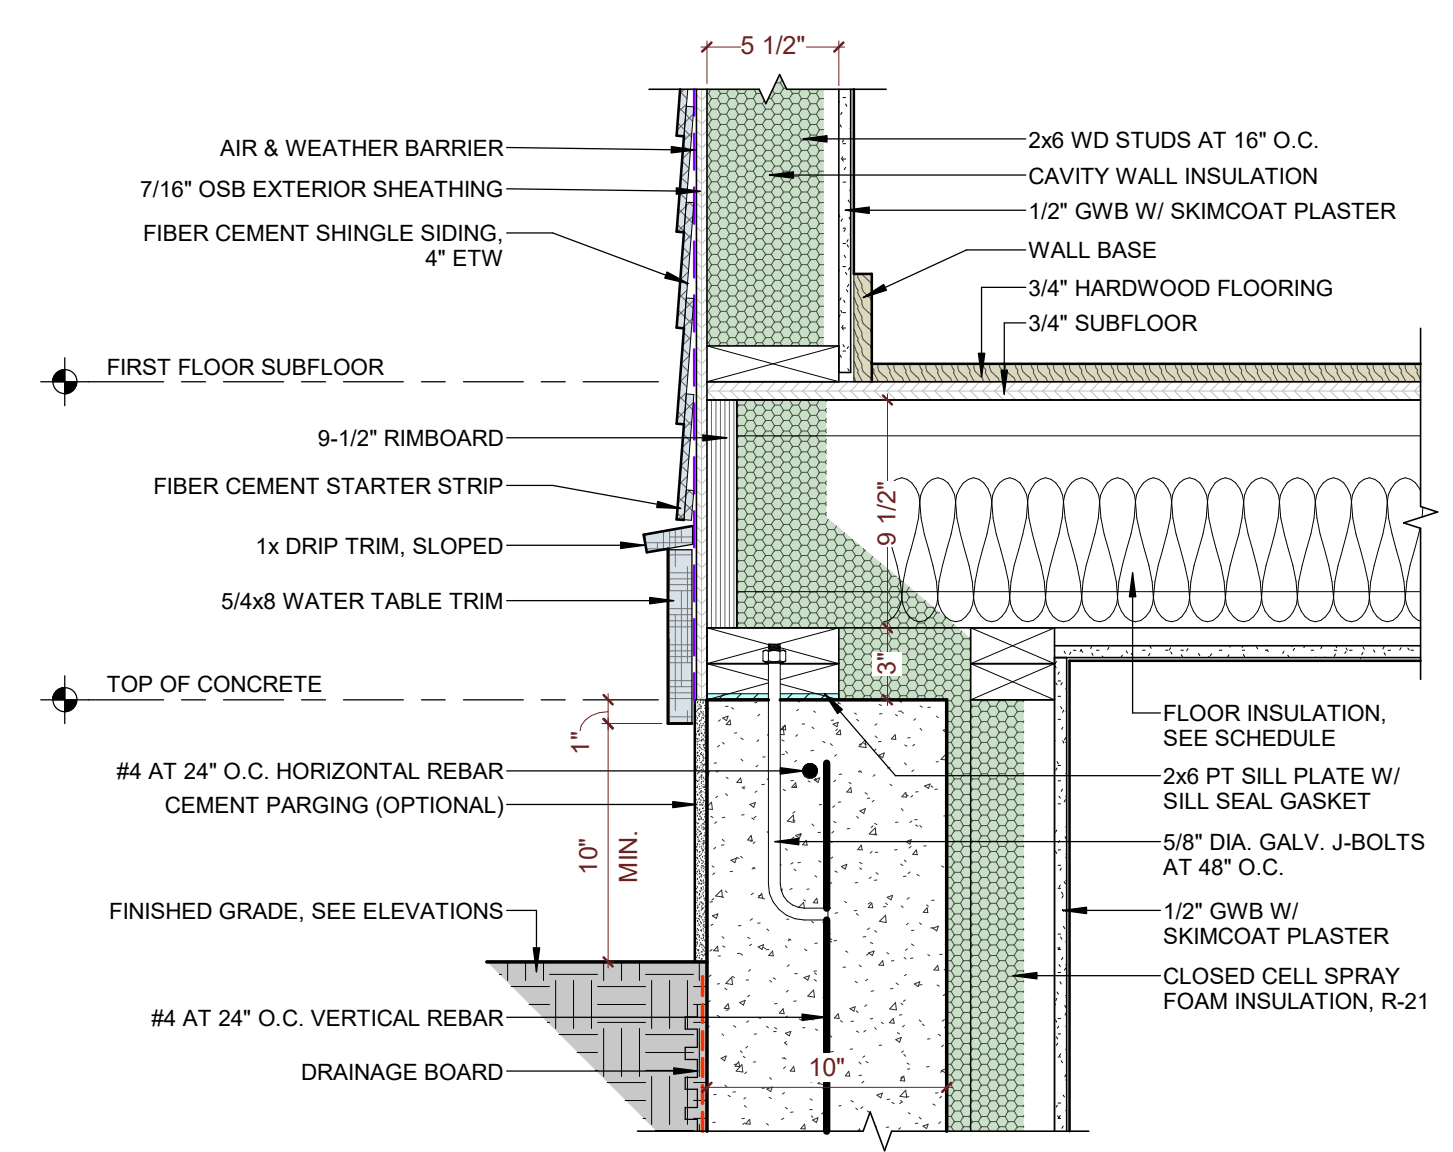 5 1/2"
AIR & WEATHER BARRIER
7/16" OSB EXTERIOR SHEATHING
FIBER CEMENT SHINGLE SIDING,
4" ETW
FIRST FLOOR SUBFLOOR
9-1/2" RIMBOARD
FIBER CEMENT STARTER STRIP
1x DRIP TRIM, SLOPED
5/4x8 WATER TABLE TRIM
TOP OF CONCRETE
1"
#4 AT 24" O.C. HORIZONTAL REBAR
CEMENT PARGING (OPTIONAL)
10"
MIN.
FINISHED GRADE, SEE ELEVATIONS
#4 AT 24" O.C. VERTICAL REBAR
DRAINAGE BOARD
2x6 WD STUDS AT 16" O.C.
CAVITY WALL INSULATION
1/2" GWB W/ SKIMCOAT PLASTER
WALL BASE
3/4" HARDWOOD FLOORING
3/4" SUBFLOOR
9 1/2"
3"
FLOOR INSULATION,
SEE SCHEDULE
2x6 PT SILL PLATE W/
SILL SEAL GASKET
5/8" DIA. GALV. J-BOLTS
AT 48" O.C.
1/2" GWB W/
SKIMCOAT PLASTER
CLOSED CELL SPRAY
FOAM INSULATION, R-21
10"